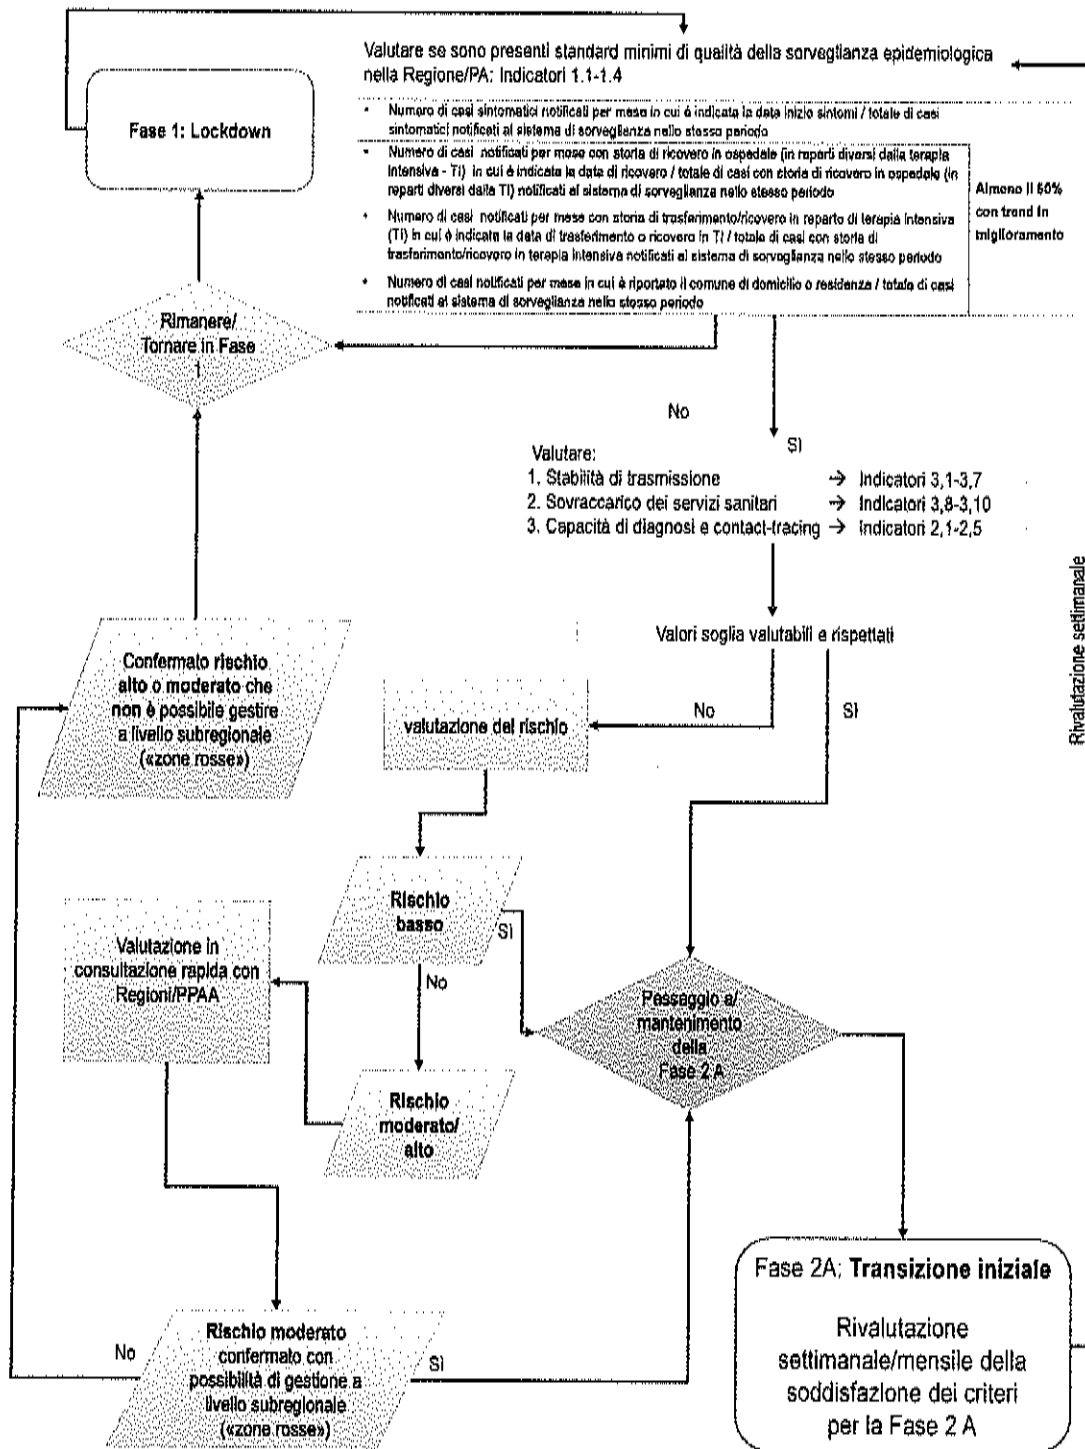 Valutare se sono presenti standard minimi di qualità della sorveglianza epidemiologica
nella Regione/PA: Indicatori 1.1-1.4
Fase 1: Lockdown
• Numero di casi sintomatici notificati per mese in cui è indicata la data inizio sintomi / totale di casi
sintomatici notificati al sistema di sorveglianza nello stesso periodo
• Numero di casi notificati per mese con storia di ricovero in ospedale (in reparti diversi dalla terapia
intensiva - TI) in cui è indicata la data di ricovero / totale di casi con storia di ricovero in ospedale (in
reparti diversi dalla TI) notificati al sistema di sorveglianza nello stesso periodo
• Numero di casi notificati per mese con storia di trasferimento/ricovero in reparto di terapia intensiva
(TI) in cui è indicata la data di trasferimento o ricovero in TI / totale di casi con storia di
trasferimento/ricovero in terapia intensiva notificati al sistema di sorveglianza nello stesso periodo
• Numero di casi notificati per mese in cui è riportato il comune di domicilio o residenza / totale di casi
notificati al sistema di sorveglianza nello stesso periodo
Almeno il 60%
con trend in
miglioramento
Rimanere/
Tornare in Fase
1
No
Sì
Valutare:
1. Stabilità di trasmissione → Indicatori 3,1-3,7
2. Sovraccarico dei servizi sanitari → Indicatori 3,8-3,10
3. Capacità di diagnosi e contact-tracing → Indicatori 2,1-2,5
Rivalutazione settimanale
Valori soglia valutabili e rispettati
No
Sì
Confermato rischio
alto o moderato che
non è possibile gestire
a livello subregionale
(«zone rosse»)
valutazione del rischio
Rischio
basso
Sì
No
Valutazione in
consultazione rapida con
Regioni/PPAA
Passaggio a/
mantenimento
della
Fase 2 A
Rischio
moderato/
alto
Fase 2A: Transizione iniziale
Rivalutazione
settimanale/mensile della
soddisfazione dei criteri
per la Fase 2 A
No
Rischio moderato
confermato con
possibilità di gestione a
livello subregionale
(«zone rosse»)
Sì